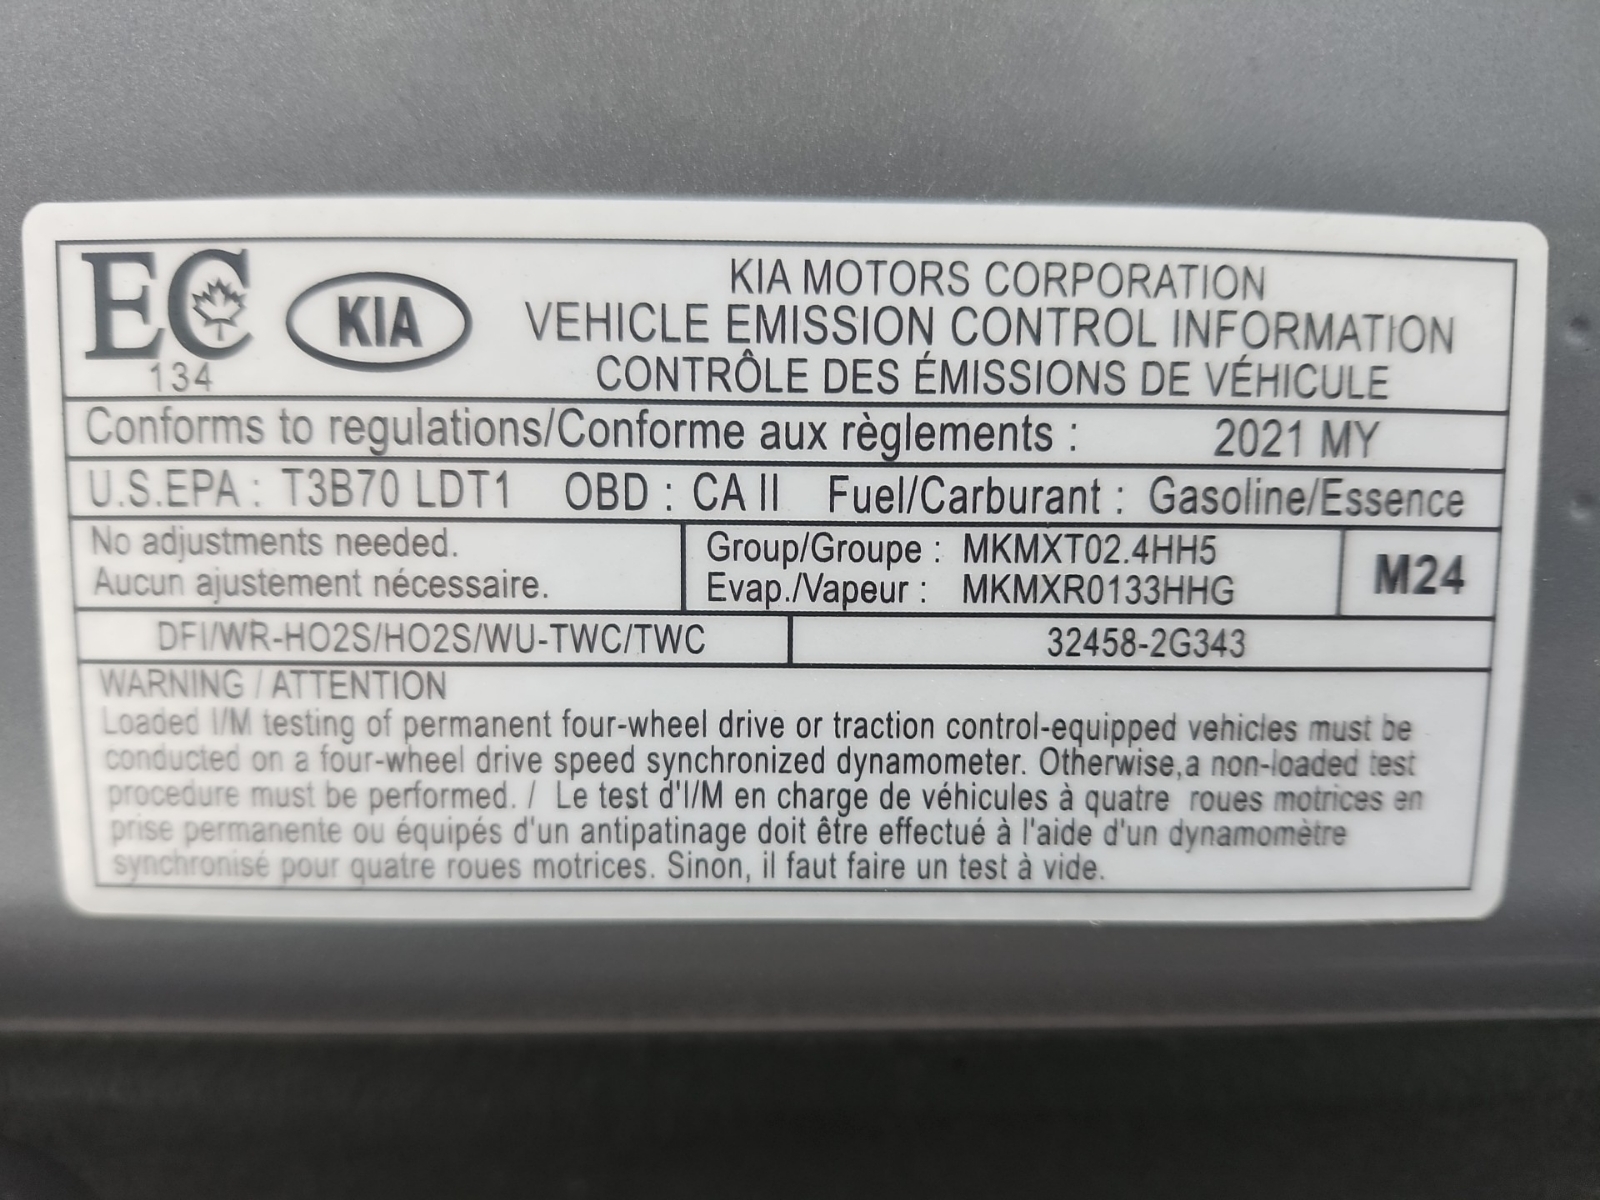 EC
134
KIA
KIA MOTORS CORPORATION
VEHICLE EMISSION CONTROL INFORMATION
CONTRÔLE DES ÉMISSIONS DE VÉHICULE
Conforms to regulations/Conforme aux règlements : 2021 MY
U.S.EPA : T3B70 LDT1 OBD : CA II Fuel/Carburant : Gasoline/Essence
No adjustments needed.
Aucun ajustement nécessaire.
Group/Groupe : MKMXT02.4HH5
Evap./Vapeur : MKMXR0133HHG
M24
DFI/WR-HO2S/HO2S/WU-TWC/TWC
32458-2G343
WARNING / ATTENTION
Loaded I/M testing of permanent four-wheel drive or traction control-equipped vehicles must be
conducted on a four-wheel drive speed synchronized dynamometer. Otherwise,a non-loaded test
procedure must be performed. / Le test d'I/M en charge de véhicules à quatre roues motrices en
prise permanente ou équipés d'un antipatinage doit être effectué à l'aide d'un dynamomètre
synchronisé pour quatre roues motrices. Sinon, il faut faire un test à vide.